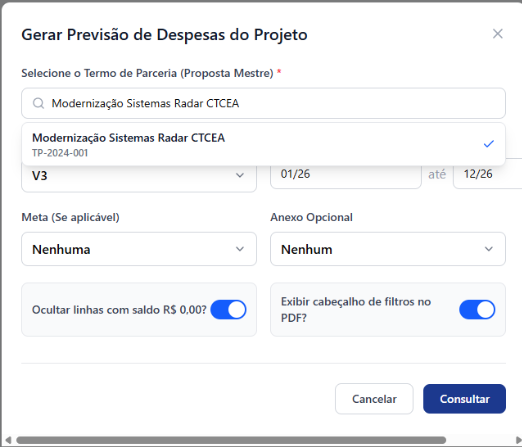 Gerar Previsão de Despesas do Projeto
Selecione o Termo de Parceria (Proposta Mestre) *
Modernização Sistemas Radar CTCEA
Modernização Sistemas Radar CTCEA
TP-2024-001
V3 01/26 até 12/26
Meta (Se aplicável) Anexo Opcional
Nenhuma Nenhum
Ocultar linhas com saldo R$ 0,00? Exibir cabeçalho de filtros no
PDF?
Cancelar Consultar